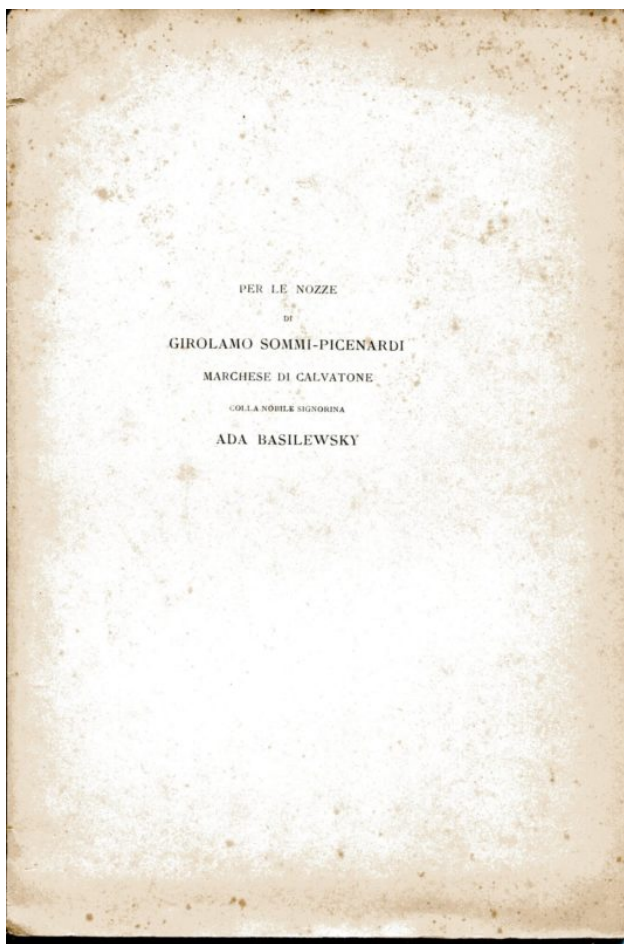 PER LE NOZZE
DI
GIROLAMO SOMMI-PICENARDI
MARCHESE DI CALVATONE
COLLA NOBILE SIGNORINA
ADA BASILEWSKY